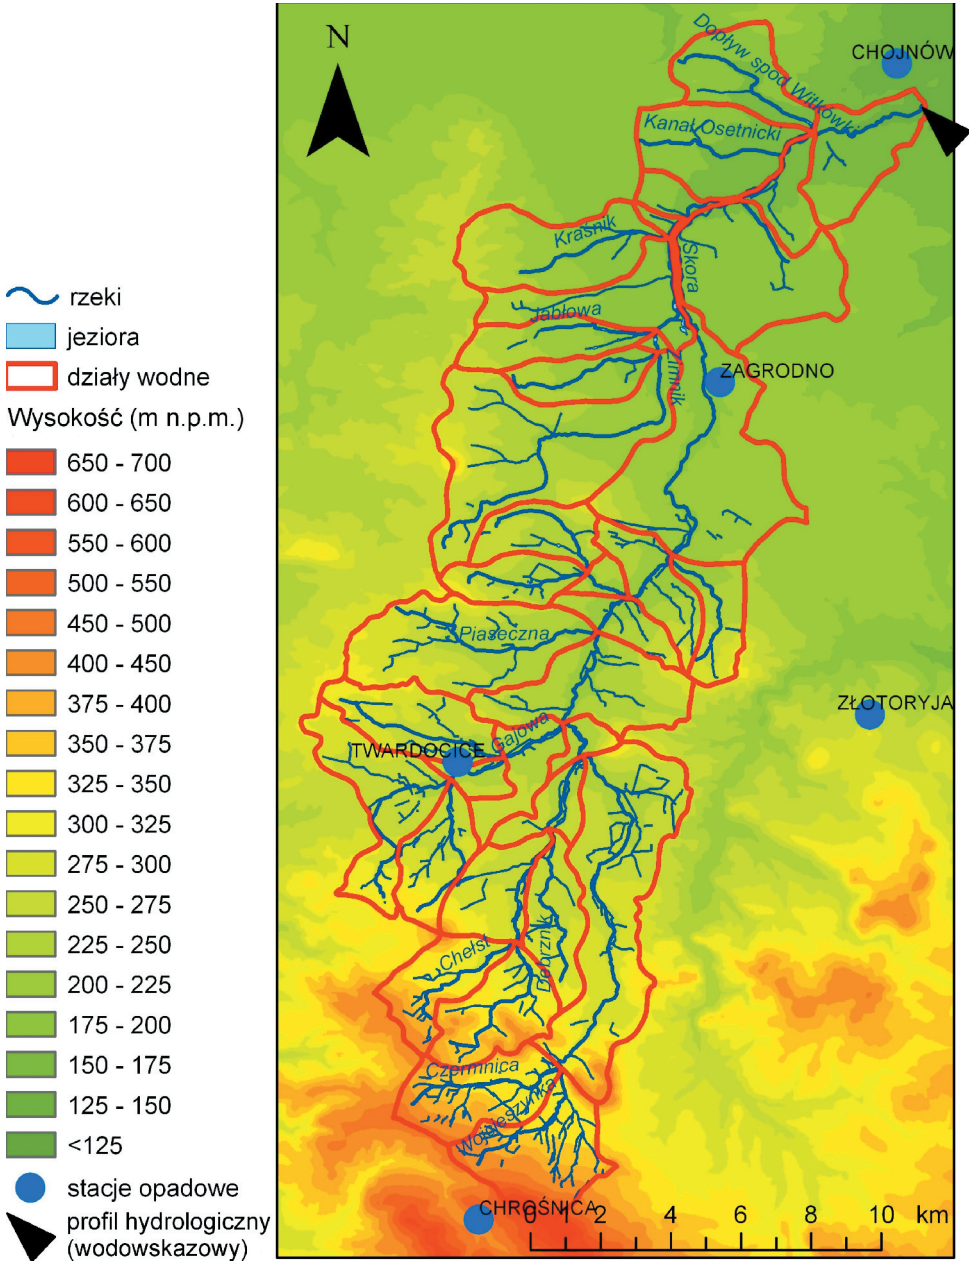 N
CHOJNÓW
Dopływ spod Witkówki
Kanał Osetnicki
Kraśnik
Skora
Jabłowa
Zimnik
ZAGRODNO
Piaseczna
ZŁOTORYJA
Gajowa
TWARDOCICE
Chełst
Debrznik
Czermnica
Wojcieszynka
CHROŚNICA
0 1 2 4 6 8 10 km
rzeki
jeziora
działy wodne
Wysokość (m n.p.m.)
650 - 700
600 - 650
550 - 600
500 - 550
450 - 500
400 - 450
375 - 400
350 - 375
325 - 350
300 - 325
275 - 300
250 - 275
225 - 250
200 - 225
175 - 200
150 - 175
125 - 150
<125
stacje opadowe
profil hydrologiczny
(wodowskazowy)